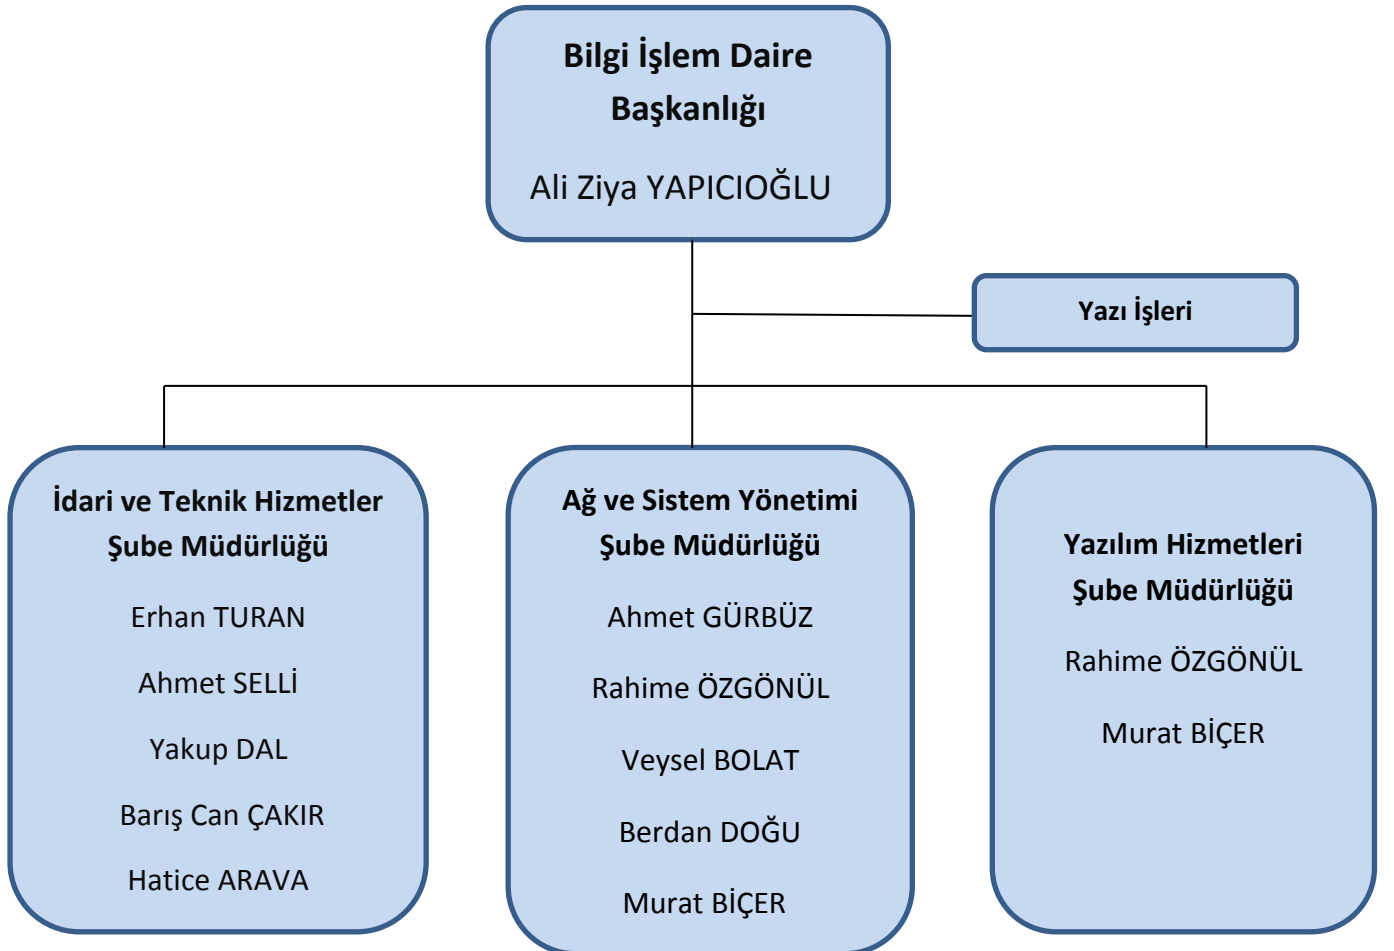 Bilgi İşlem Daire
Başkanlığı
Ali Ziya YAPICIOĞLU
Yazı İşleri
İdari ve Teknik Hizmetler
Şube Müdürlüğü
Erhan TURAN
Ahmet SELLİ
Yakup DAL
Barış Can ÇAKIR
Hatice ARAVA
Ağ ve Sistem Yönetimi
Şube Müdürlüğü
Ahmet GÜRBÜZ
Rahime ÖZGÖNÜL
Veysel BOLAT
Berdan DOĞU
Murat BİÇER
Yazılım Hizmetleri
Şube Müdürlüğü
Rahime ÖZGÖNÜL
Murat BİÇER